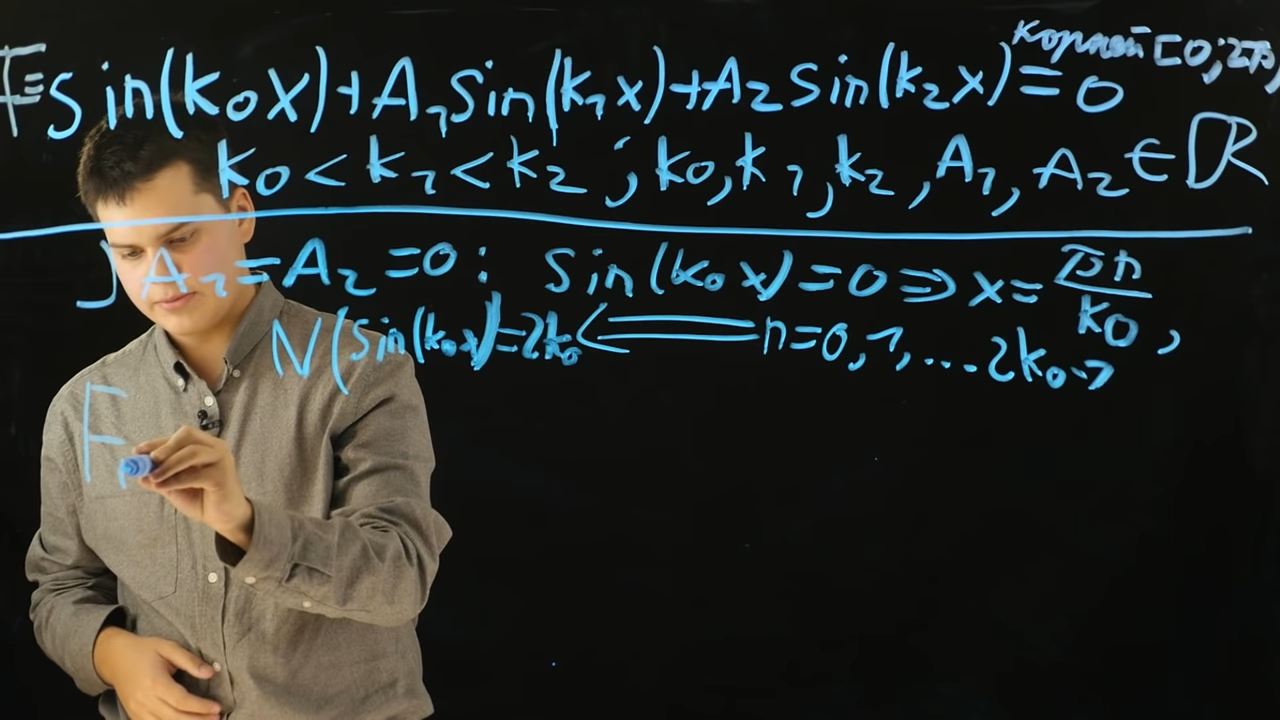 F=sin(k₀x)+A₁sin(k₁x)+A₂sin(k₂x)=0 корней [0;2π)
k₀<k₁<k₂; k₀,k₁,k₂,A₁,A₂∈ℝ
] A₁=A₂=0: sin(k₀x)=0⇒x=πn/k₀,
N(sin(k₀x)=2k₀ ⇐ n=0,1,...2k₀-1
F